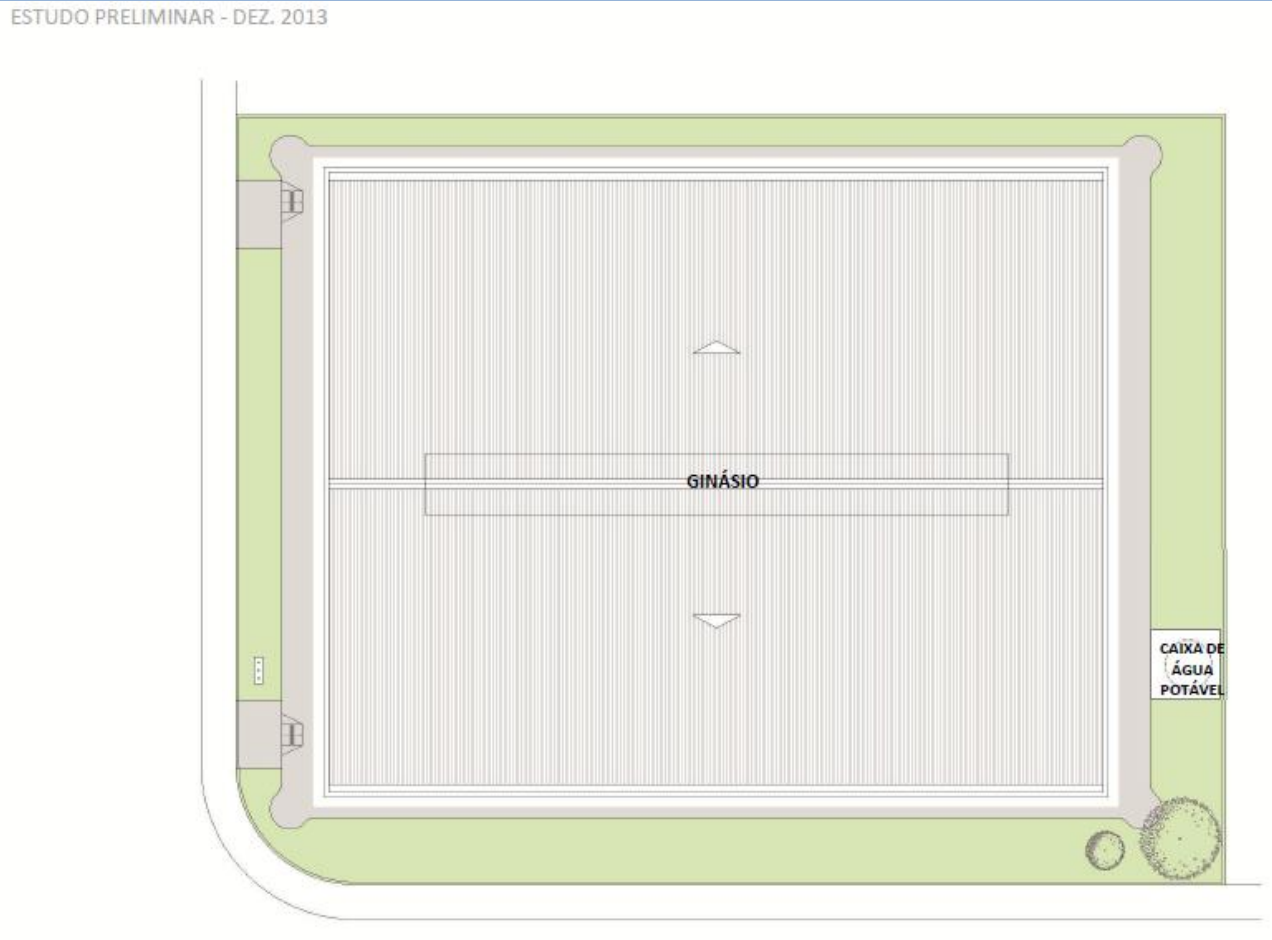 ESTUDO PRELIMINAR - DEZ. 2013
GINÁSIO
CAIXA DE
ÁGUA
POTÁVEL